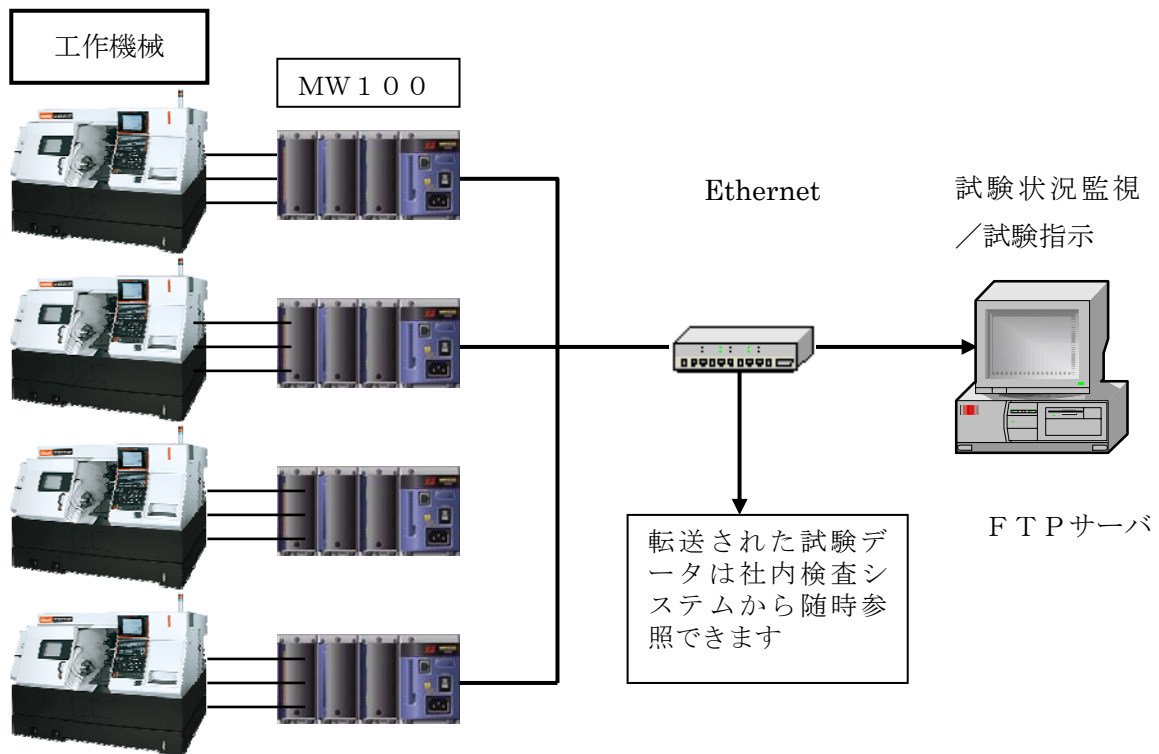 工作機械
ＭＷ１００
Ethernet
試験状況監視
／試験指示
ＦＴＰサーバ
転送された試験デ
ータは社内検査シ
ステムから随時参
照できます